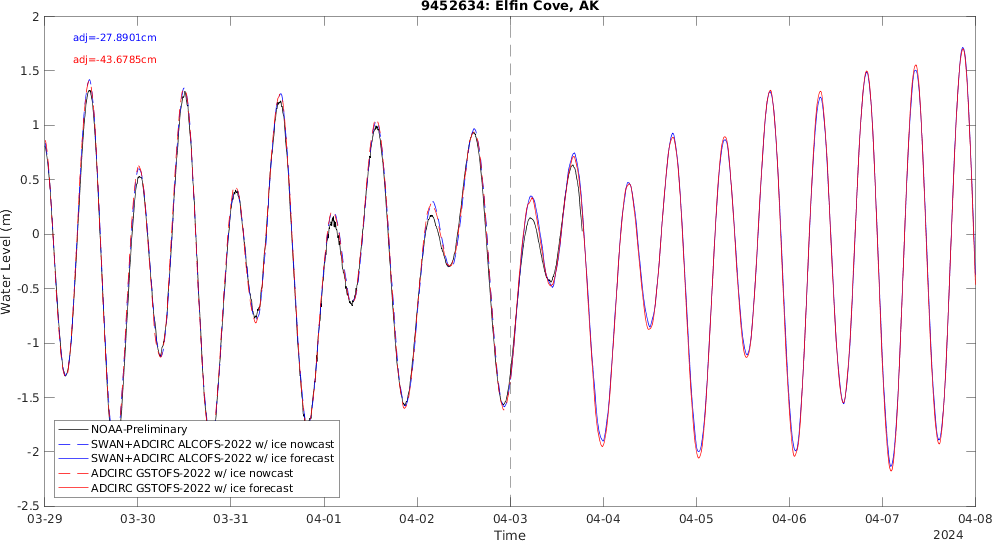 9452634: Elfin Cove, AK
adj=-27.8901cm
adj=-43.6785cm
Water Level (m)
2
1.5
1
0.5
0
-0.5
-1
-1.5
-2
-2.5
NOAA-Preliminary
SWAN+ADCIRC ALCOFS-2022 w/ ice nowcast
SWAN+ADCIRC ALCOFS-2022 w/ ice forecast
ADCIRC GSTOFS-2022 w/ ice nowcast
ADCIRC GSTOFS-2022 w/ ice forecast
03-29 03-30 03-31 04-01 04-02 04-03 04-04 04-05 04-06 04-07 04-08
Time
2024